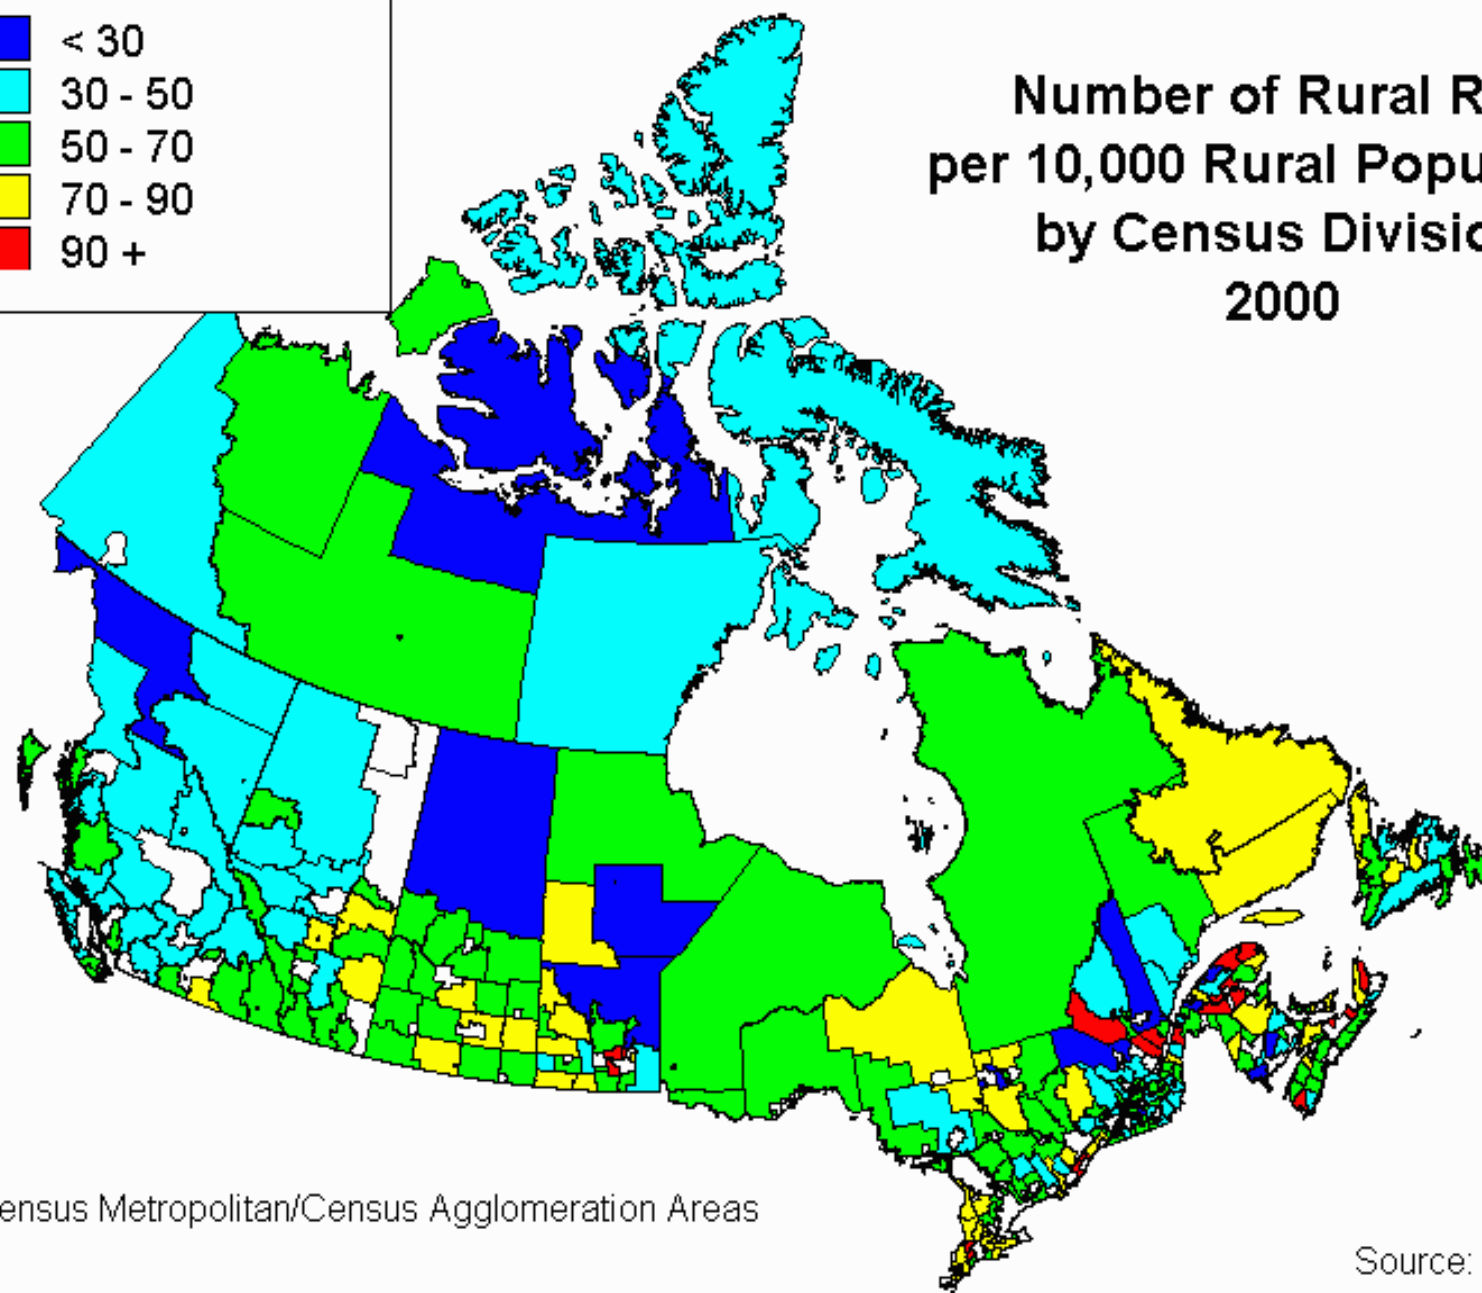 < 30
30 - 50
50 - 70
70 - 90
90 +
Number of Rural R
per 10,000 Rural Popu
by Census Divisio
2000
ensus Metropolitan/Census Agglomeration Areas
Source: